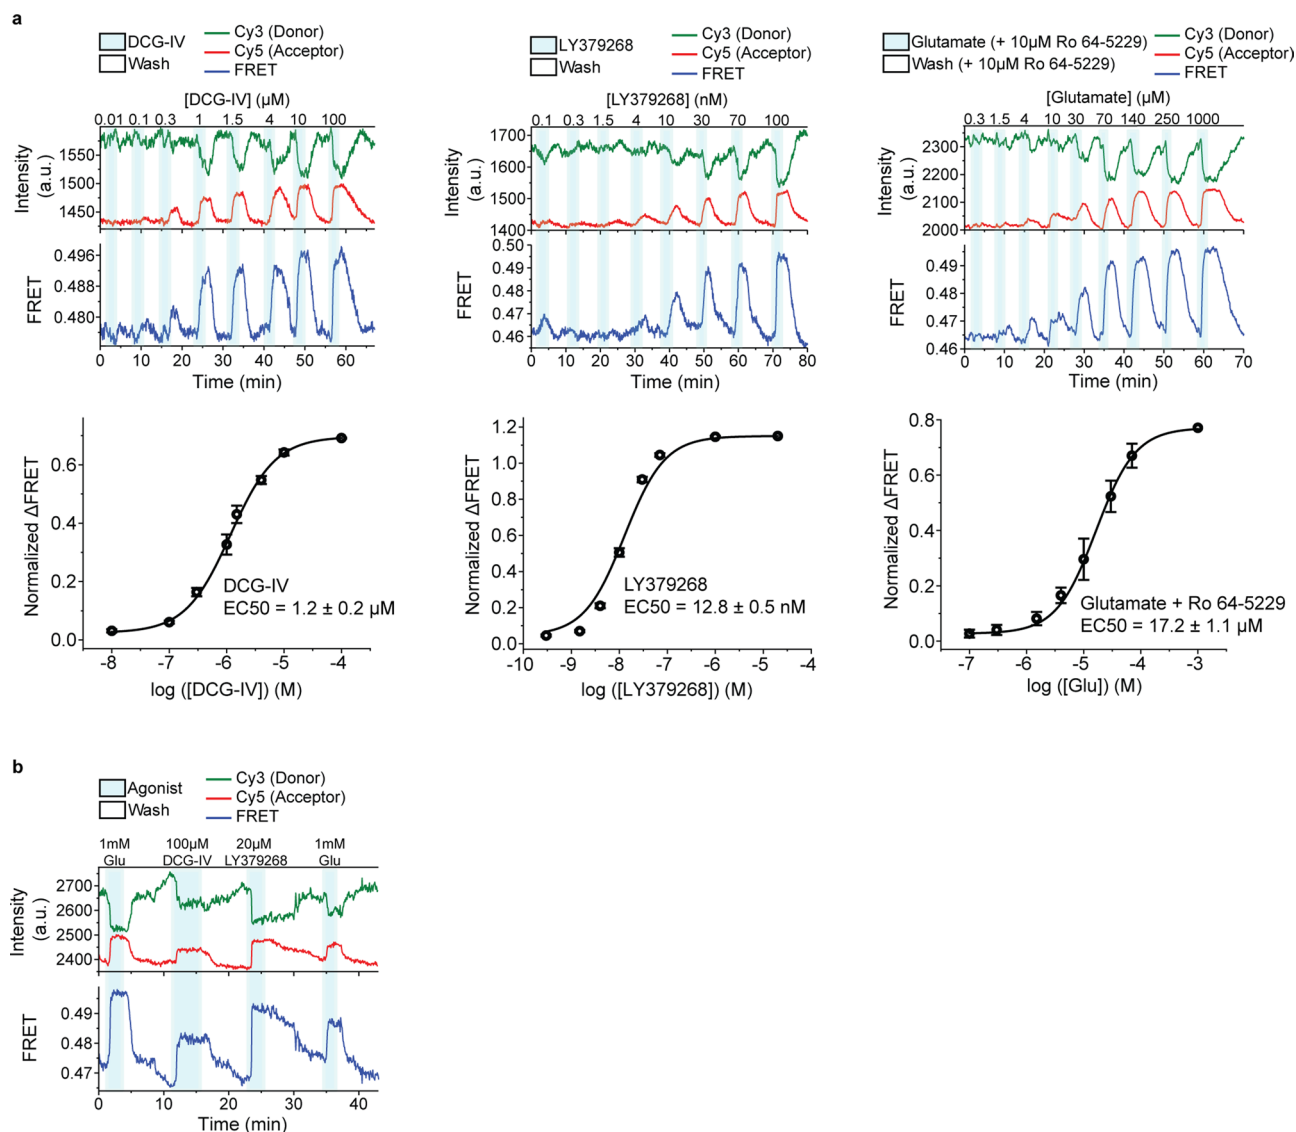 a
DCG-IV
Wash
Cy3 (Donor)
Cy5 (Acceptor)
FRET
[DCG-IV] (µM)
0.01 0.1 0.3 1 1.5 4 10 100
Intensity
(a.u.)
1550
1500
1450
FRET
0.496
0.488
0.480
0 10 20 30 40 50 60
Time (min)
LY379268
Wash
Cy3 (Donor)
Cy5 (Acceptor)
FRET
[LY379268] (nM)
0.1 0.3 1.5 4 10 30 70 100
Intensity
(a.u.)
1700
1600
1500
1400
FRET
0.50
0.49
0.48
0.47
0.46
0 10 20 30 40 50 60 70 80
Time (min)
Glutamate (+ 10µM Ro 64-5229)
Wash (+ 10µM Ro 64-5229)
Cy3 (Donor)
Cy5 (Acceptor)
FRET
[Glutamate] (µM)
0.3 1.5 4 10 30 70 140 250 1000
Intensity
(a.u.)
2300
2200
2100
2000
FRET
0.49
0.48
0.47
0.46
0 10 20 30 40 50 60 70
Time (min)
Normalized ΔFRET
0.6
0.4
0.2
0.0
DCG-IV
EC50 = 1.2 ± 0.2 µM
-8 -7 -6 -5 -4
log ([DCG-IV]) (M)
Normalized ΔFRET
1.2
1.0
0.8
0.6
0.4
0.2
0.0
LY379268
EC50 = 12.8 ± 0.5 nM
-10 -9 -8 -7 -6 -5 -4
log ([LY379268]) (M)
Normalized ΔFRET
0.8
0.6
0.4
0.2
0.0
Glutamate + Ro 64-5229
EC50 = 17.2 ± 1.1 µM
-7 -6 -5 -4 -3
log ([Glu]) (M)
b
Agonist
Wash
Cy3 (Donor)
Cy5 (Acceptor)
FRET
1mM 100µM 20µM 1mM
Glu DCG-IV LY379268 Glu
Intensity
(a.u.)
2700
2600
2500
2400
FRET
0.49
0.48
0.47
0 10 20 30 40
Time (min)